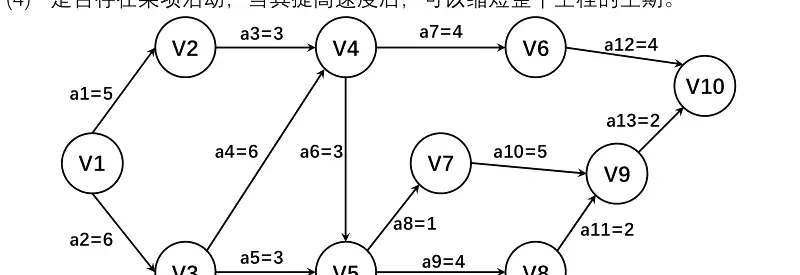 (4) 是否存在某项活动，当其提高速度后，可以缩短整个工程的工期。
V2
a3=3
V4
a7=4
V6
a12=4
V10
a1=5
a13=2
V1
a4=6
a6=3
V7
a10=5
V9
a2=6
a8=1
a11=2
V3
a5=3
V5
a9=4
V8